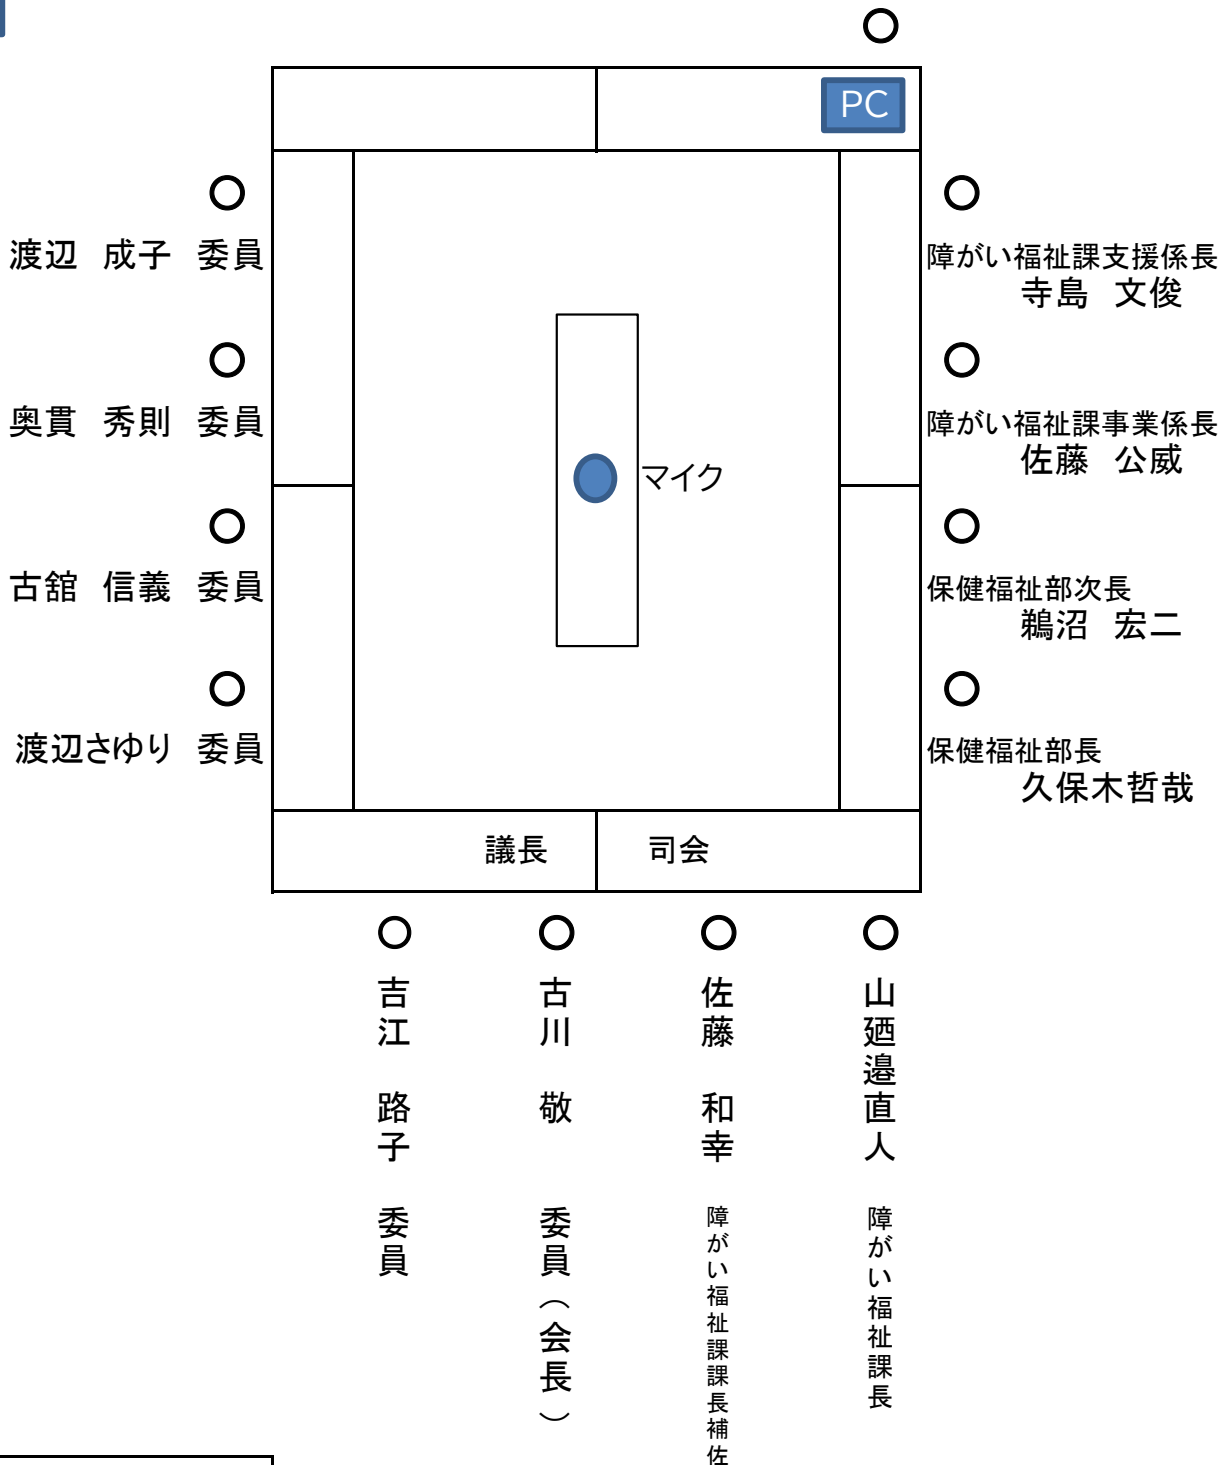 PC
渡辺　成子　委員
障がい福祉課支援係長
寺島　文俊
奥貫　秀則　委員
障がい福祉課事業係長
佐藤　公威
マイク
古舘　信義　委員
保健福祉部次長
鵜沼　宏二
渡辺さゆり　委員
保健福祉部長
久保木哲哉
議長
司会
吉江　路子　委員
古川　敬　委員（会長）
佐藤　和幸　障がい福祉課課長補佐
山廼邉直人　障がい福祉課長